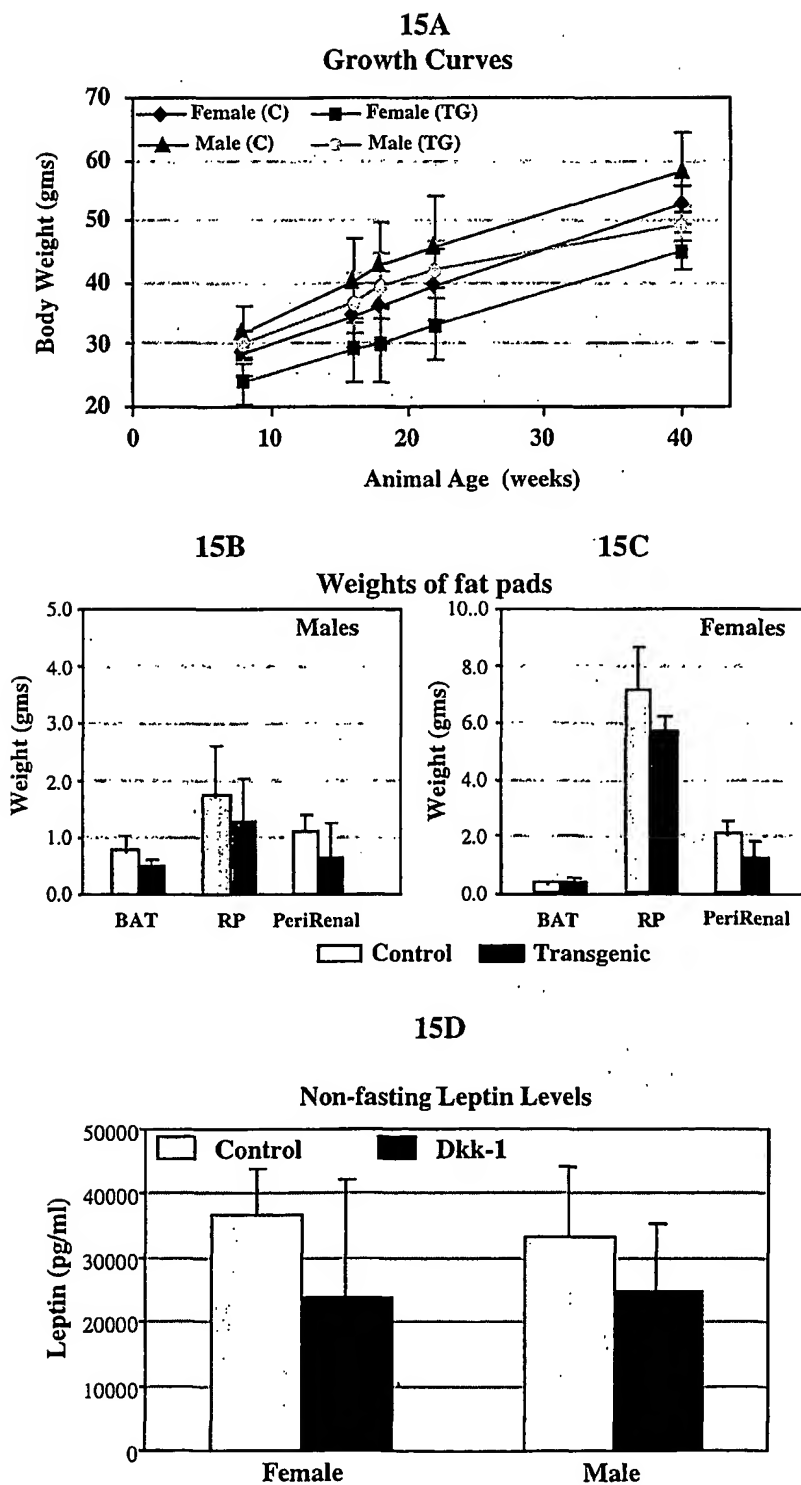 15A
Growth Curves
Female (C) Female (TG)
Male (C) Male (TG)
70
60
50
40
30
20
Body Weight (gms)
0 10 20 30 40
Animal Age (weeks)
15B 15C
Weights of fat pads
Males
5.0
4.0
3.0
2.0
1.0
0.0
Weight (gms)
BAT RP PeriRenal
Females
10..0
8.0
6.0
4.0
2.0
0.0
Weight (gms)
BAT RP PeriRenal
Control Transgenic
15D
Non-fasting Leptin Levels
Control Dkk-1
50000
40000
30000
20000
10000
0
Leptin (pg/ml)
Female Male